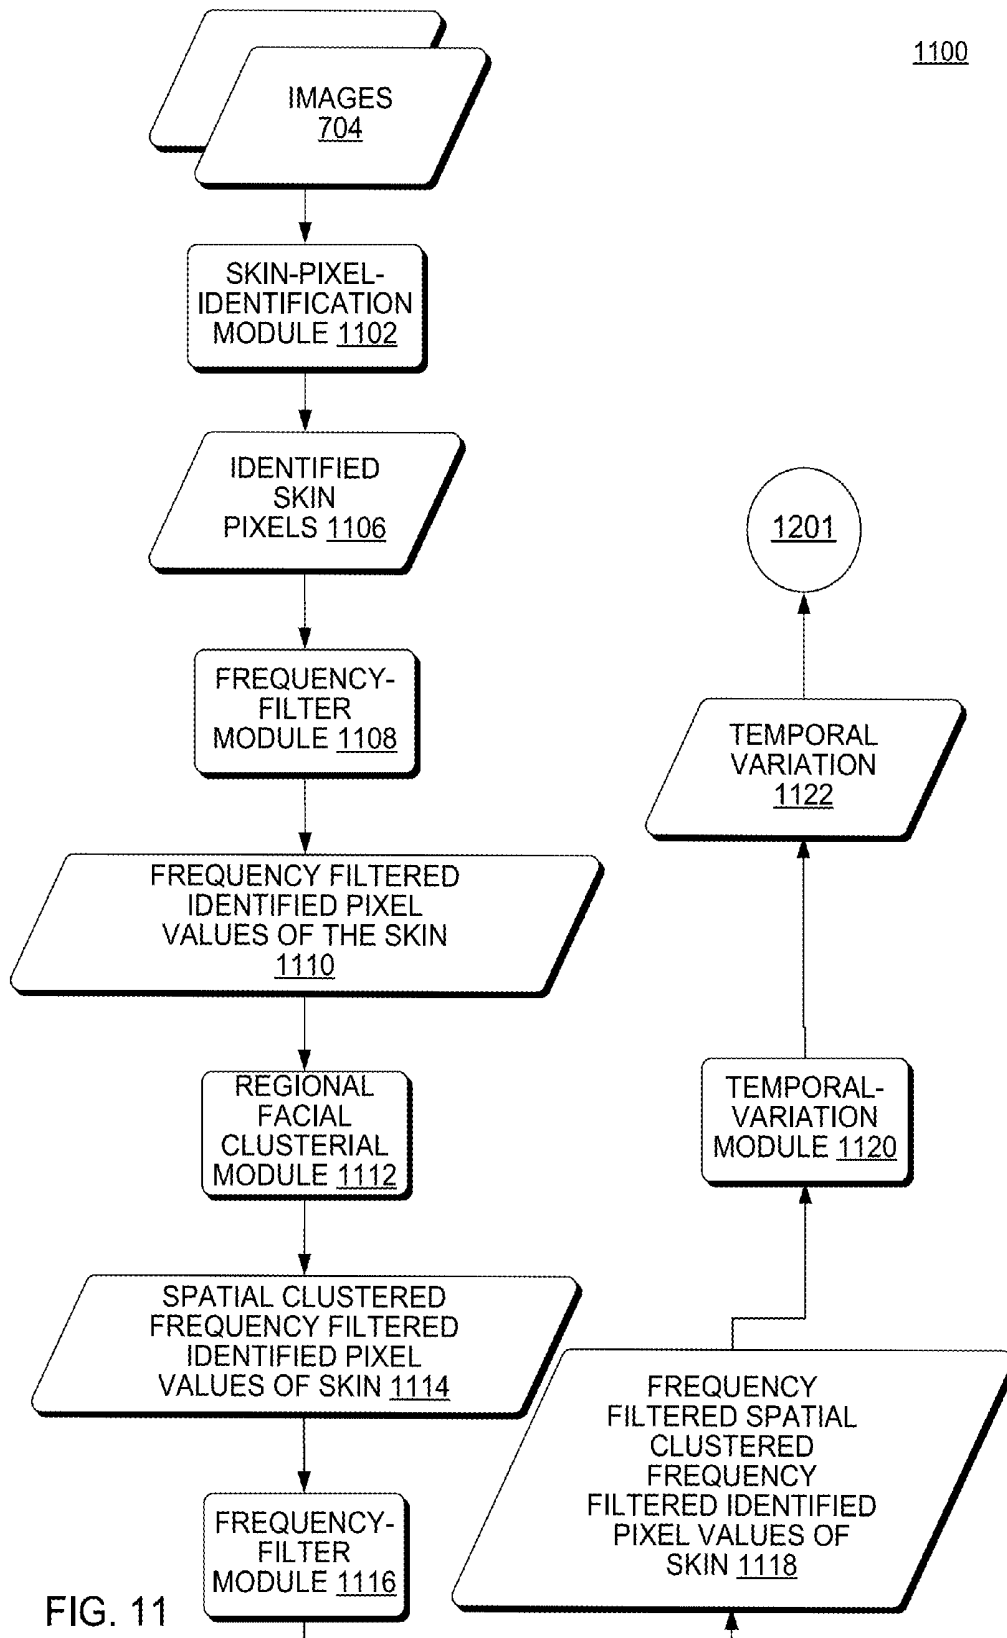 1100
IMAGES
704
SKIN-PIXEL-
IDENTIFICATION
MODULE 1102
IDENTIFIED
SKIN
PIXELS 1106
FREQUENCY-
FILTER
MODULE 1108
FREQUENCY FILTERED
IDENTIFIED PIXEL
VALUES OF THE SKIN
1110
REGIONAL
FACIAL
CLUSTERIAL
MODULE 1112
SPATIAL CLUSTERED
FREQUENCY FILTERED
IDENTIFIED PIXEL
VALUES OF SKIN 1114
FREQUENCY-
FILTER
MODULE 1116
FREQUENCY
FILTERED SPATIAL
CLUSTERED
FREQUENCY
FILTERED IDENTIFIED
PIXEL VALUES OF
SKIN 1118
TEMPORAL-
VARIATION
MODULE 1120
TEMPORAL
VARIATION
1122
1201
FIG. 11